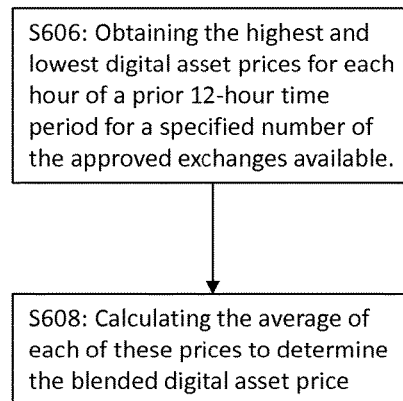 S606: Obtaining the highest and
lowest digital asset prices for each
hour of a prior 12-hour time
period for a specified number of
the approved exchanges available.
S608: Calculating the average of
each of these prices to determine
the blended digital asset price